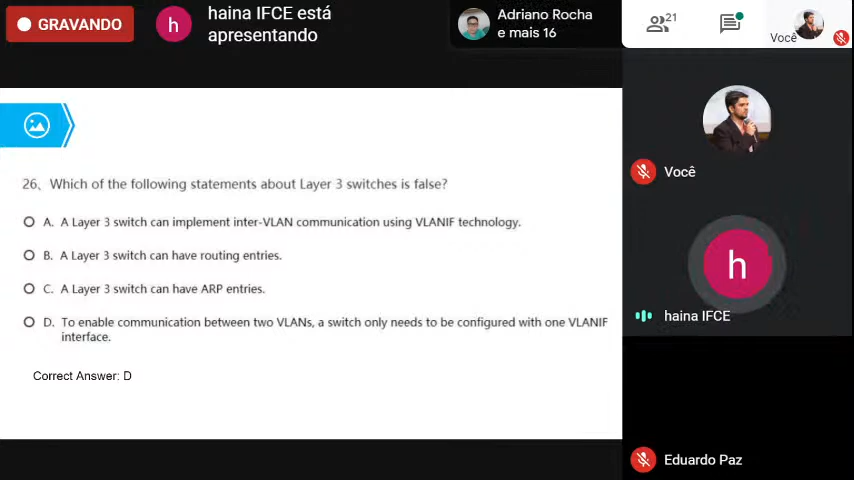 GRAVANDO
h
haina IFCE está
apresentando
Adriano Rocha
e mais 16
21
Você
26、Which of the following statements about Layer 3 switches is false?
A. A Layer 3 switch can implement inter-VLAN communication using VLANIF technology.
B. A Layer 3 switch can have routing entries.
C. A Layer 3 switch can have ARP entries.
D. To enable communication between two VLANs, a switch only needs to be configured with one VLANIF
interface.
Correct Answer: D
Você
h
haina IFCE
Eduardo Paz